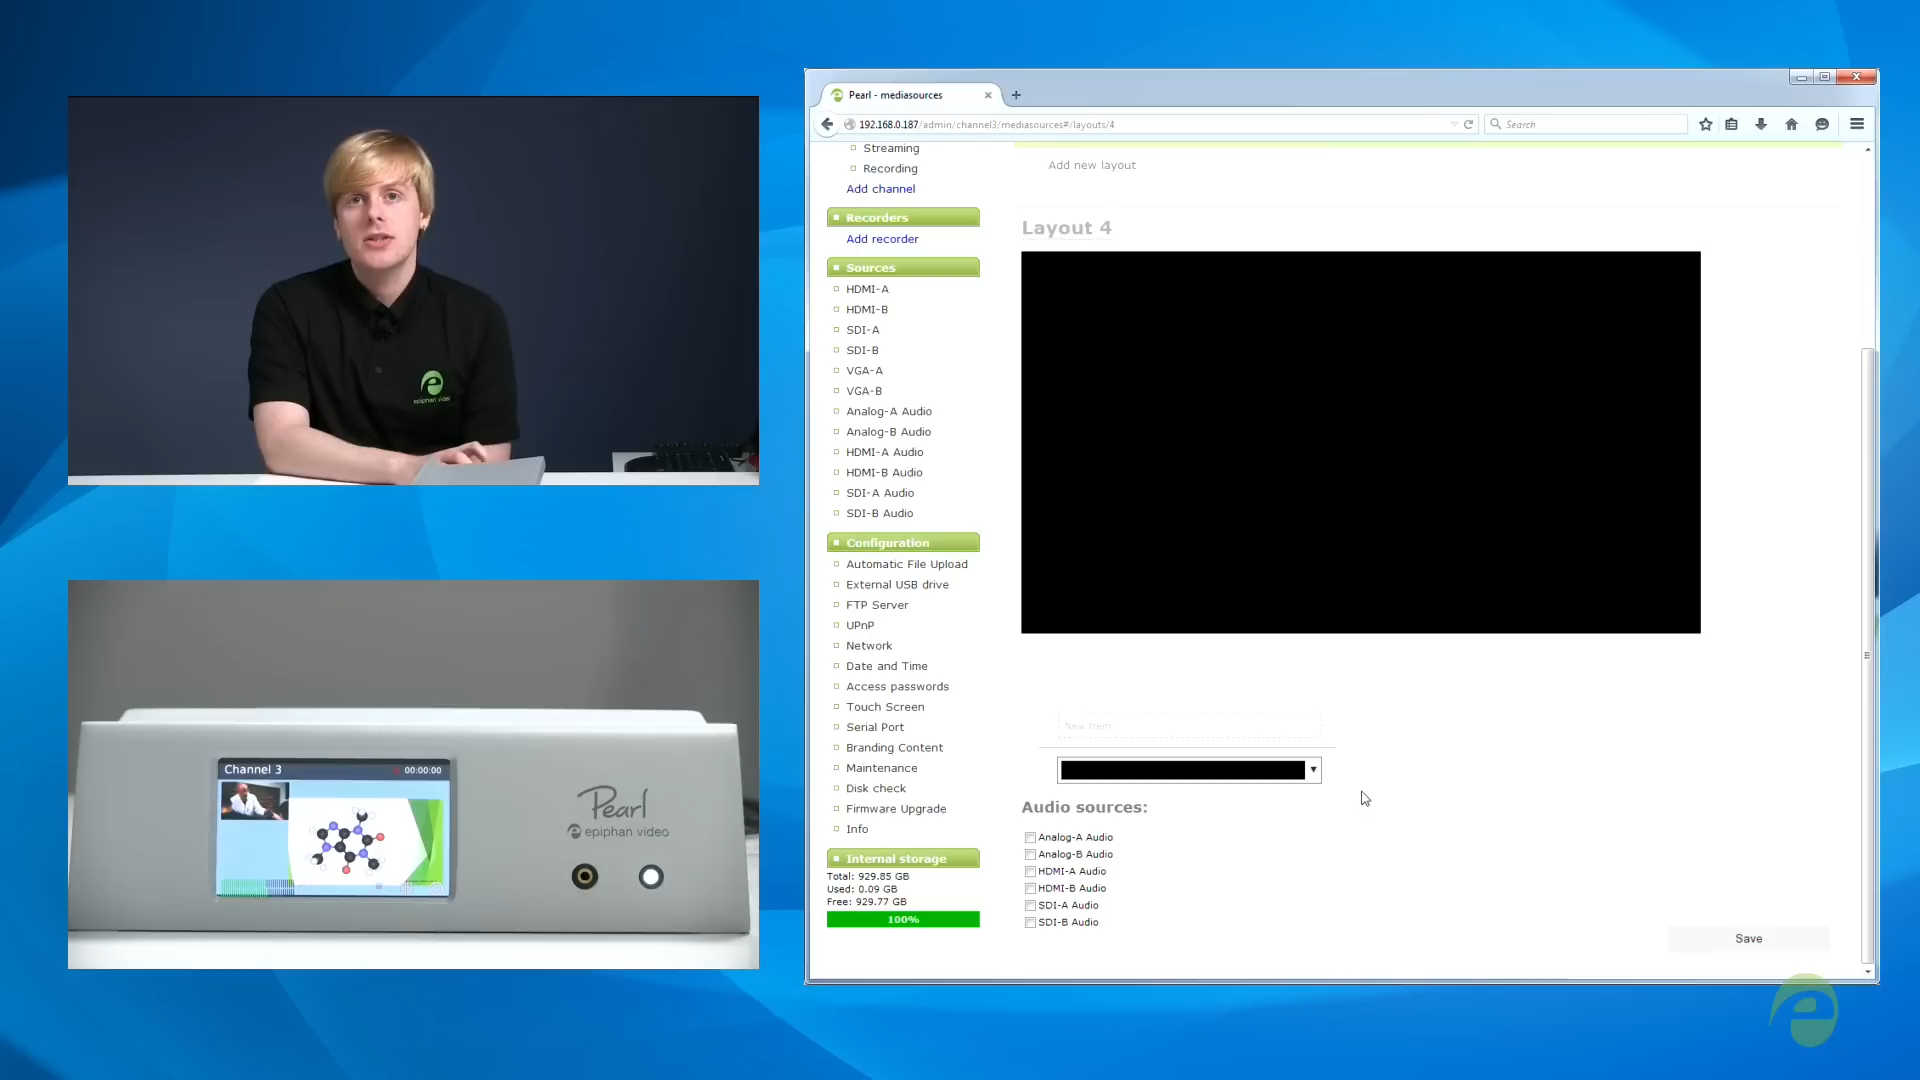 Pearl - mediasources
192.168.0.187/admin/channel3/mediasources#/layouts/4
Search
Streaming
Recording
Add channel
Recorders
Add recorder
Sources
HDMI-A
HDMI-B
SDI-A
SDI-B
VGA-A
VGA-B
Analog-A Audio
Analog-B Audio
HDMI-A Audio
HDMI-B Audio
SDI-A Audio
SDI-B Audio
Configuration
Automatic File Upload
External USB drive
FTP Server
UPnP
Network
Date and Time
Access passwords
Touch Screen
Serial Port
Branding Content
Maintenance
Disk check
Firmware Upgrade
Info
Internal storage
Total: 929.85 GB
Used: 0.09 GB
Free: 929.77 GB
100%
Add new layout
Layout 4
New item
Audio sources:
Analog-A Audio
Analog-B Audio
HDMI-A Audio
HDMI-B Audio
SDI-A Audio
SDI-B Audio
Save
epiphan video
Channel 3
00:00:00
Pearl
epiphan video